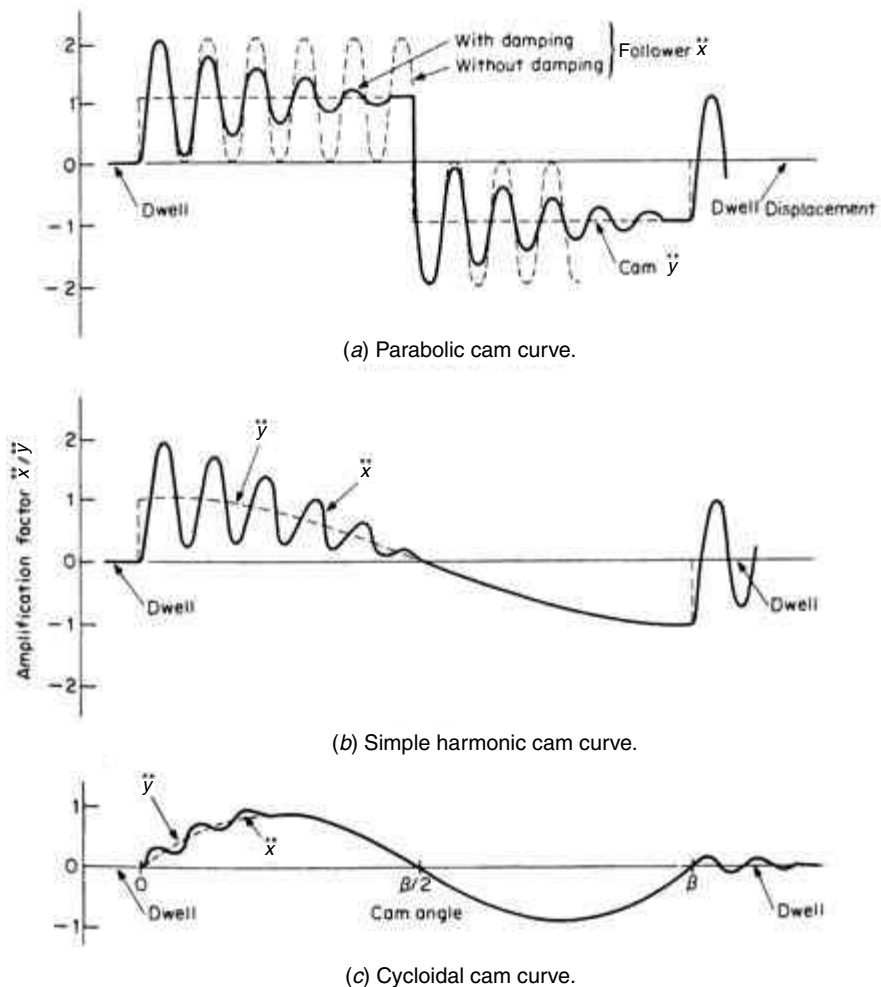 2
With damping
Without damping
Follower ẍ
1
0
Dwell
Dwell Displacement
−1
Cam ÿ
−2
(a) Parabolic cam curve.
Amplification factor ẍ/ÿ
2
ÿ
ẍ
1
0
Dwell
Dwell
−1
−2
(b) Simple harmonic cam curve.
ÿ
1
ẍ
0
0
β/2
β
Dwell
Cam angle
Dwell
−1
(c) Cycloidal cam curve.